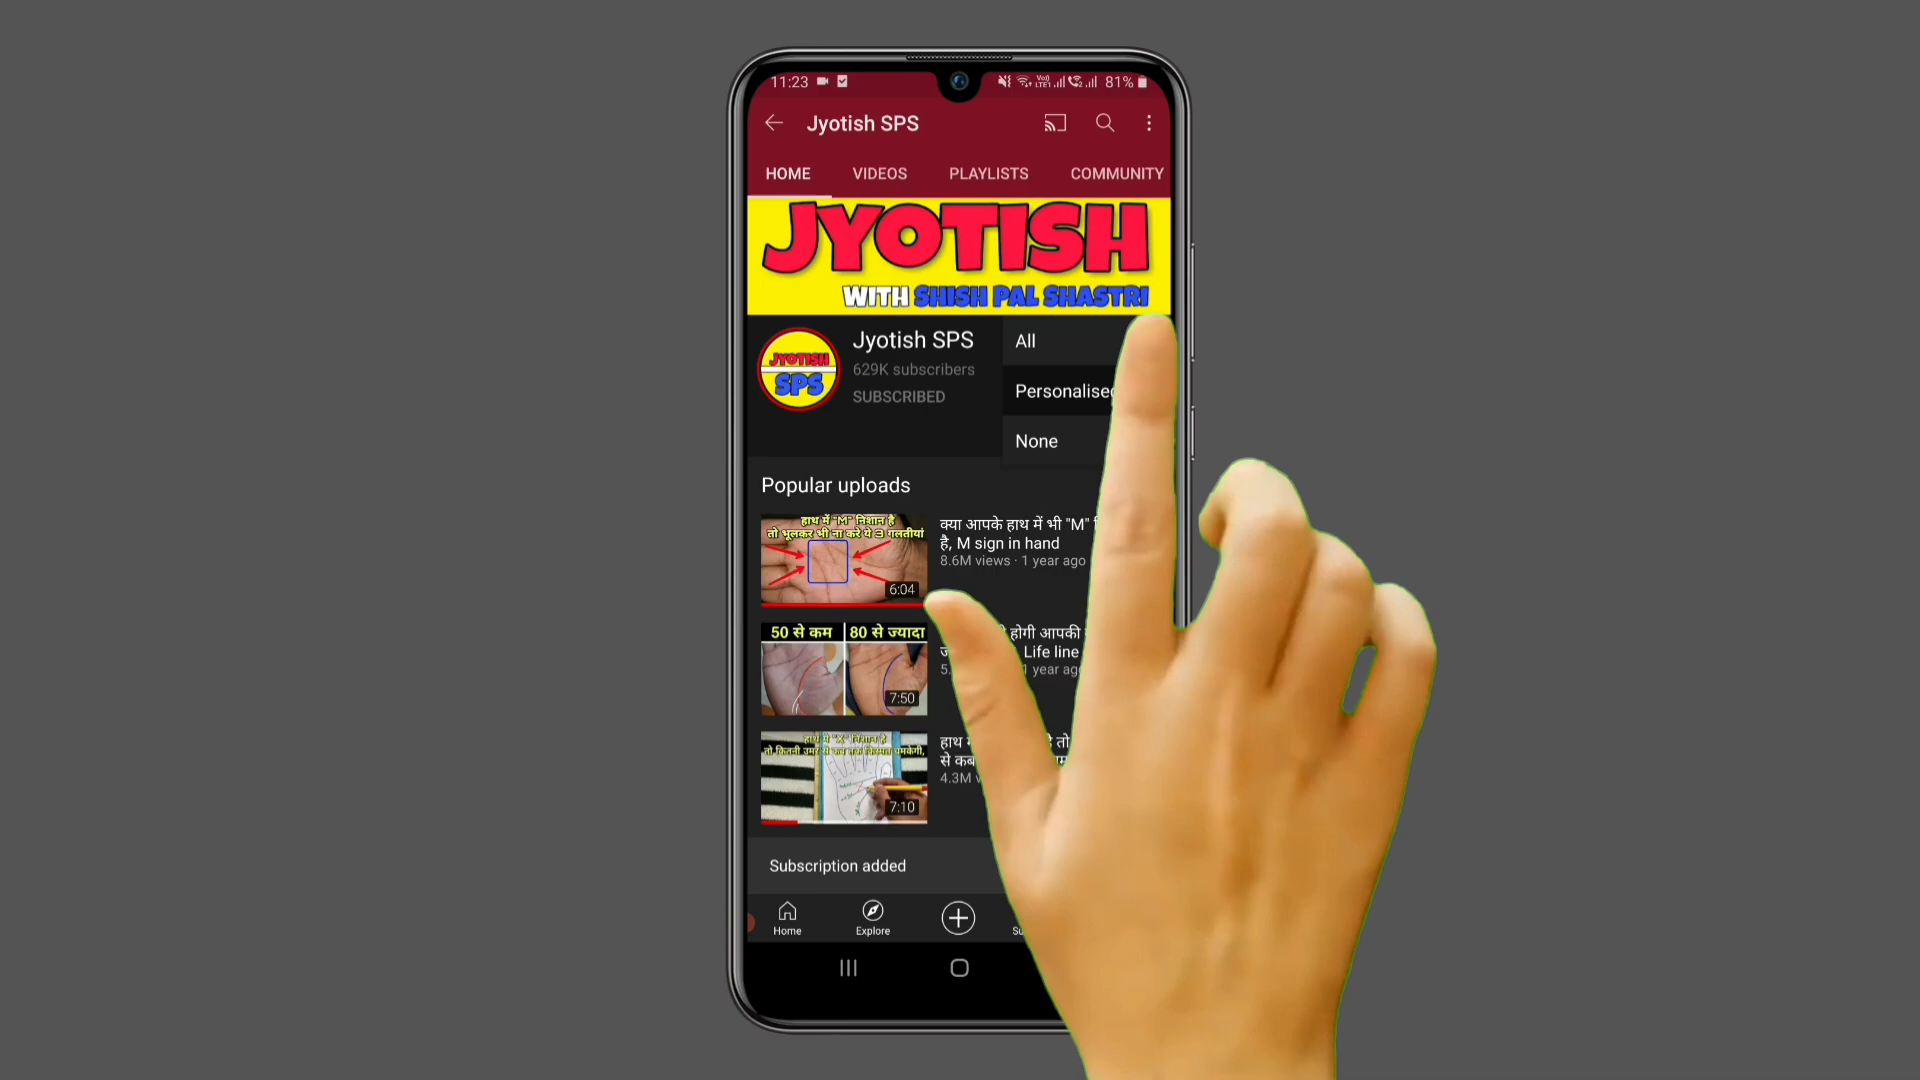 11:23
81%
Jyotish SPS
HOME VIDEOS PLAYLISTS COMMUNITY
JYOTISH
WITH SHISH PAL SHASTRI
JYOTISH
SPS
Jyotish SPS
629K subscribers
SUBSCRIBED
All
Personalised
None
Popular uploads
हाथ में "M" निशान है
तो भूलकर भी ना करे ये 3 गलतीयां
6:04
क्या आपके हाथ में भी "M"
है, M sign in hand
8.6M views · 1 year ago
50 से कम 80 से ज्यादा
7:50
होगी आपकी
Life line
1 year ago
हाथ में "X" निशान है
7:10
हाथ
तो
से कब
4.3M
Subscription added
Home
Explore